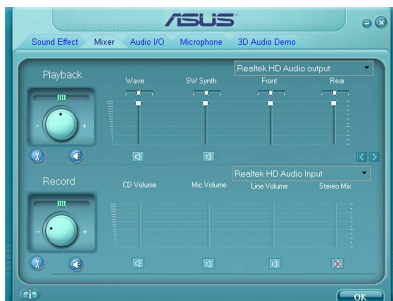 ASUS
Sound Effect Mixer Audio I/O Microphone 3D Audio Demo
Realtek HD Audio output
Playback
Wave SW Synth Front Rear
- +
Realtek HD Audio Input
Record
CD Volume Mic Volume Line Volume Stereo Mix
- +
i
OK